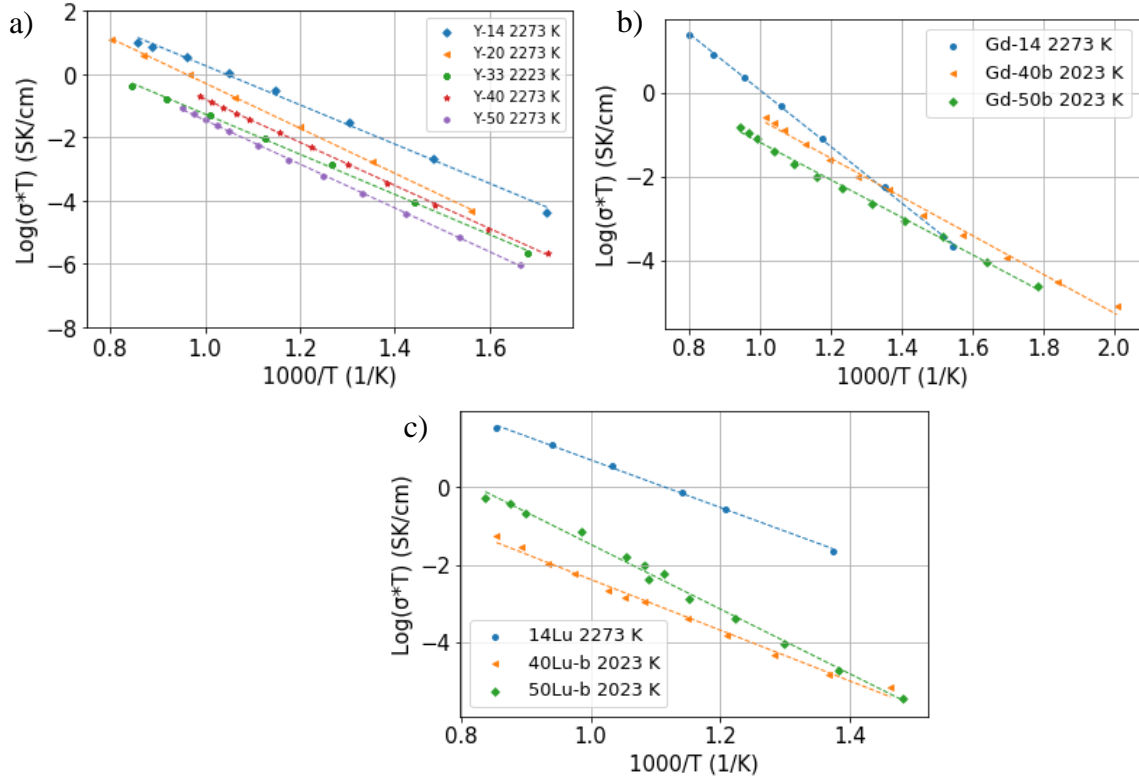 a)
Log(σ*T) (SK/cm)
2
0
−2
−4
−6
−8
0.8 1.0 1.2 1.4 1.6
1000/T (1/K)
Y-14 2273 K
Y-20 2273 K
Y-33 2223 K
Y-40 2273 K
Y-50 2273 K
b)
Log(σ*T) (SK/cm)
0
−2
−4
0.8 1.0 1.2 1.4 1.6 1.8 2.0
1000/T (1/K)
Gd-14 2273 K
Gd-40b 2023 K
Gd-50b 2023 K
c)
Log(σ*T) (SK/cm)
0
−2
−4
0.8 1.0 1.2 1.4
1000/T (1/K)
14Lu 2273 K
40Lu-b 2023 K
50Lu-b 2023 K